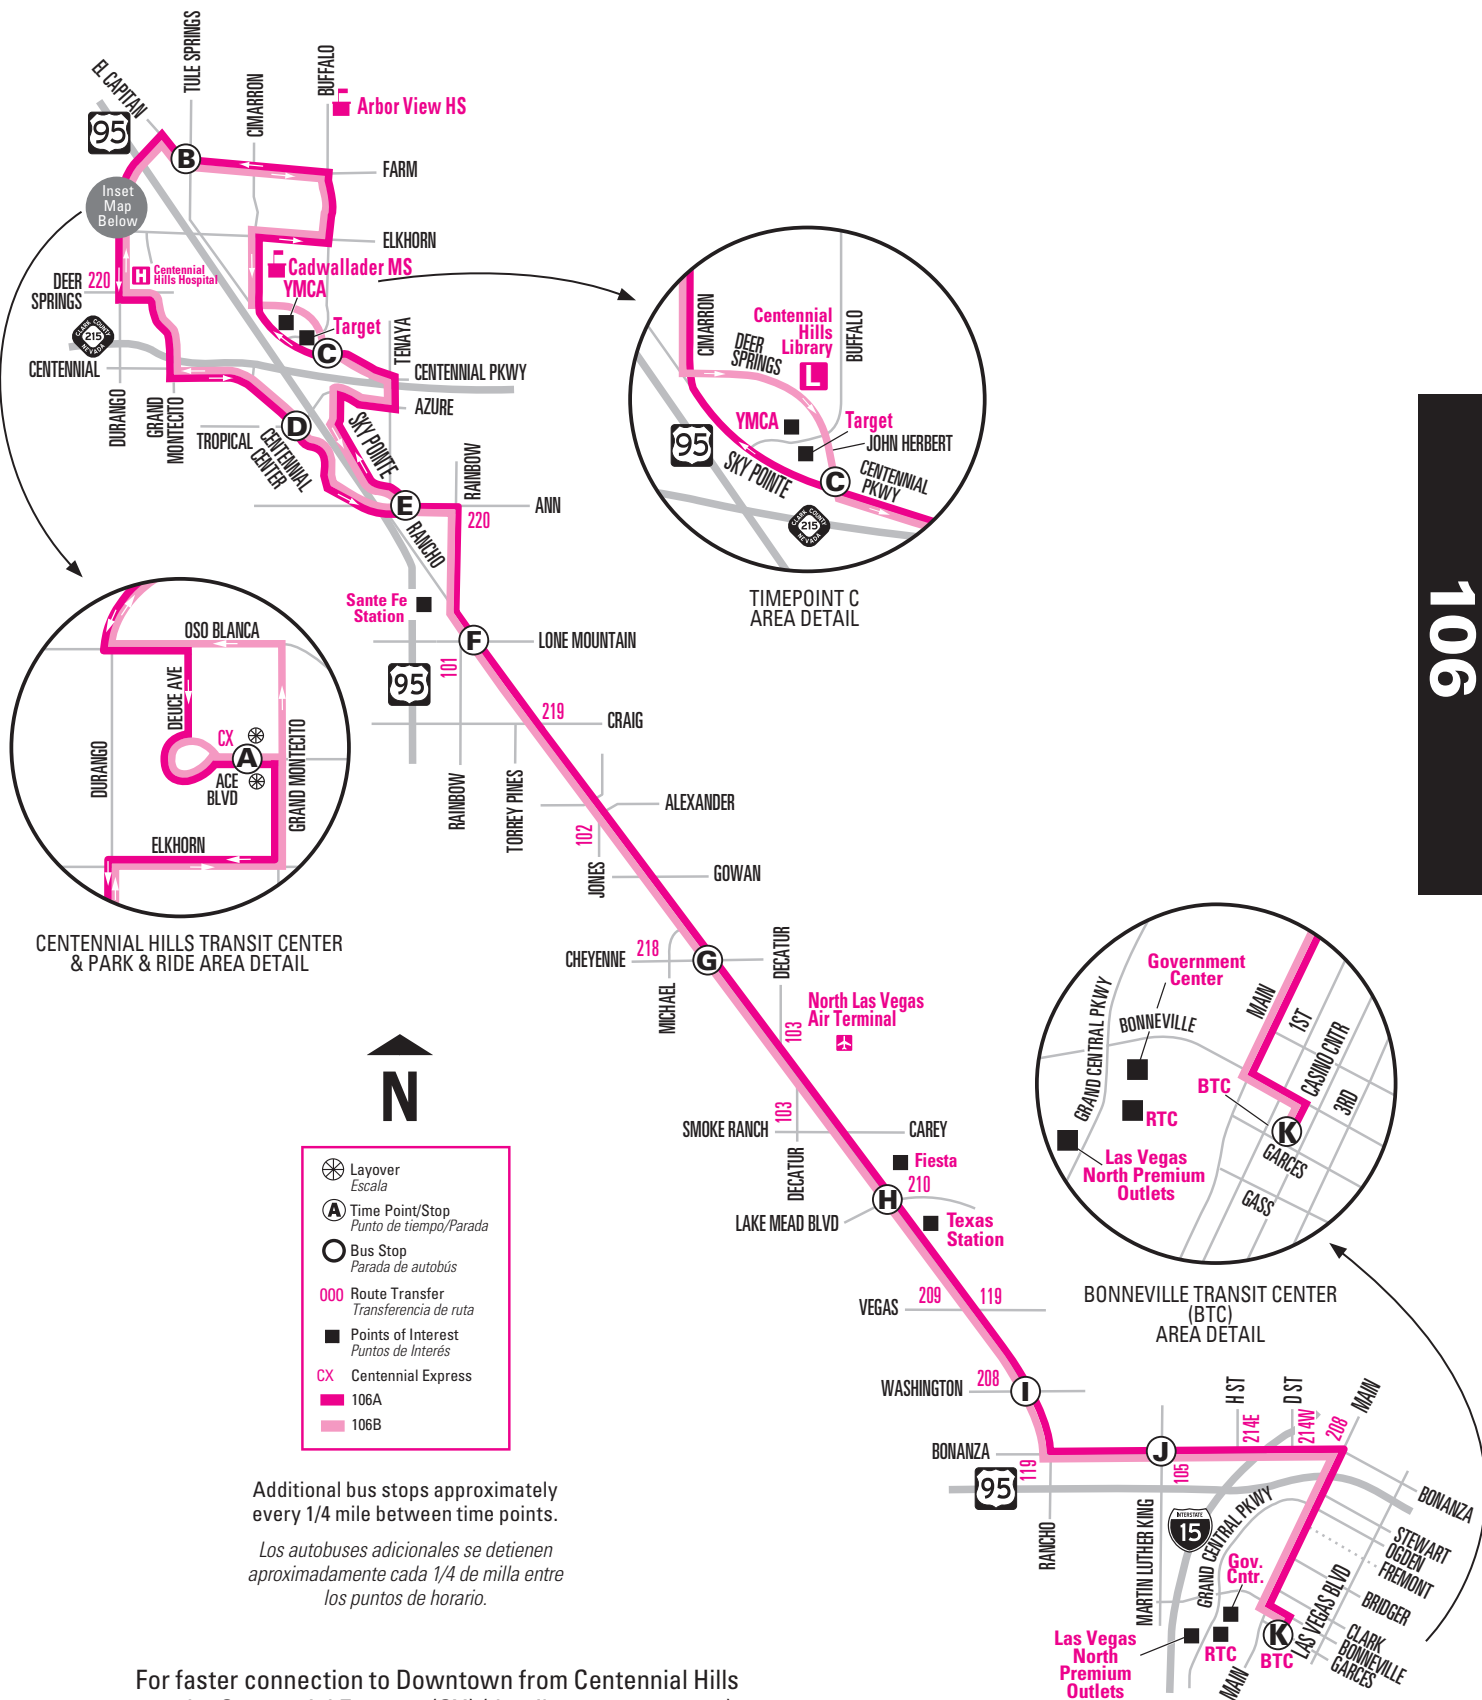 EL CAPITAN
TULE SPRINGS
CIMARRON
BUFFALO
Arbor View HS
95
B
FARM
Inset
Map
Below
ELKHORN
Cadwallader MS
YMCA
Centennial
Hills Hospital
H
DEER
SPRINGS
220
CLARK COUNTY
215
NEVADA
Target
C
TENAYA
CENTENNIAL
CENTENNIAL PKWY
AZURE
DURANGO
GRAND
MONTECITO
TROPICAL
CENTENNIAL
CENTER
D
SKY POINTE
RAINBOW
E
ANN
220
RANCHO
Sante Fe
Station
F
LONE MOUNTAIN
101
95
219
CRAIG
RAINBOW
TORREY PINES
ALEXANDER
102
JONES
GOWAN
CHEYENNE
218
G
MICHAEL
DECATUR
North Las Vegas
Air Terminal
103
103
SMOKE RANCH
CAREY
DECATUR
Fiesta
H
210
LAKE MEAD BLVD
Texas
Station
VEGAS
209
119
WASHINGTON
208
I
BONANZA
119
95
J
105
H ST
214E
D ST
214W
208
MAIN
RANCHO
MARTIN LUTHER KING
INTERSTATE
15
GRAND CENTRAL PKWY
BONANZA
STEWART
OGDEN
FREMONT
BRIDGER
CLARK
BONNEVILLE
GARCES
LAS VEGAS BLVD
Gov.
Cntr.
K
RTC
BTC
MAIN
Las Vegas
North
Premium
Outlets
CIMARRON
DEER
SPRINGS
Centennial
Hills
Library
L
BUFFALO
YMCA
Target
JOHN HERBERT
95
SKY POINTE
C
CENTENNIAL
PKWY
CLARK COUNTY
215
NEVADA
TIMEPOINT C
AREA DETAIL
106
OSO BLANCA
DEUCE AVE
CX
A
ACE
BLVD
DURANGO
GRAND MONTECITO
ELKHORN
CENTENNIAL HILLS TRANSIT CENTER
& PARK & RIDE AREA DETAIL
Government
Center
GRAND CENTRAL PKWY
BONNEVILLE
MAIN
1ST
CASINO CNTR
3RD
BTC
RTC
K
GARCES
GASS
Las Vegas
North Premium
Outlets
BONNEVILLE TRANSIT CENTER
(BTC)
AREA DETAIL
N
Layover
Escala
A Time Point/Stop
Punto de tiempo/Parada
Bus Stop
Parada de autobús
000 Route Transfer
Transferencia de ruta
Points of Interest
Puntos de Interés
CX Centennial Express
106A
106B
Additional bus stops approximately
every 1/4 mile between time points.
Los autobuses adicionales se detienen
aproximadamente cada 1/4 de milla entre
los puntos de horario.
For faster connection to Downtown from Centennial Hills